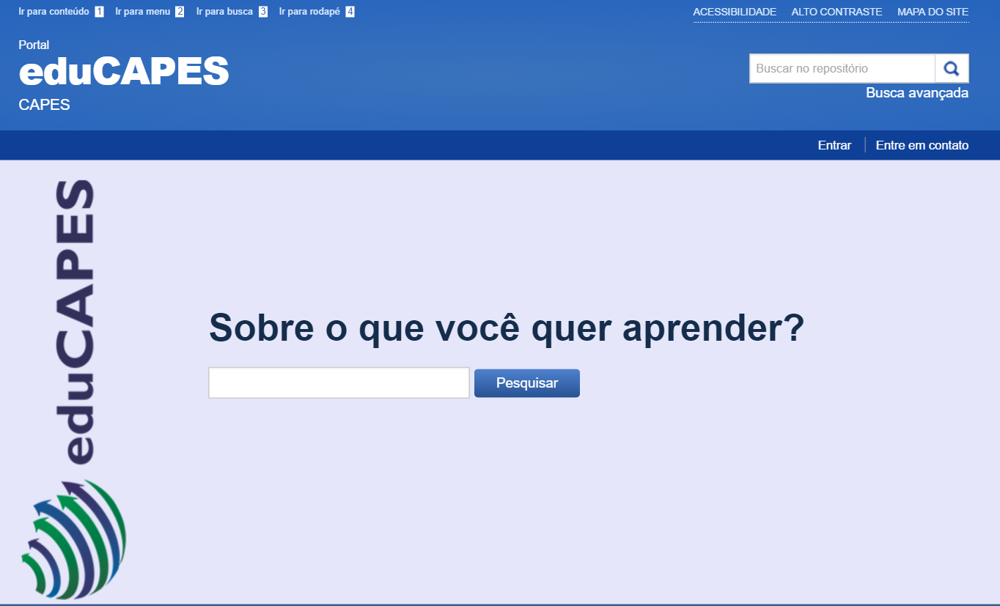 Ir para conteúdo 1 Ir para menu 2 Ir para busca 3 Ir para rodapé 4
ACESSIBILIDADE ALTO CONTRASTE MAPA DO SITE
Portal
eduCAPES
CAPES
Buscar no repositório
Busca avançada
Entrar Entre em contato
eduCAPES
Sobre o que você quer aprender?
Pesquisar